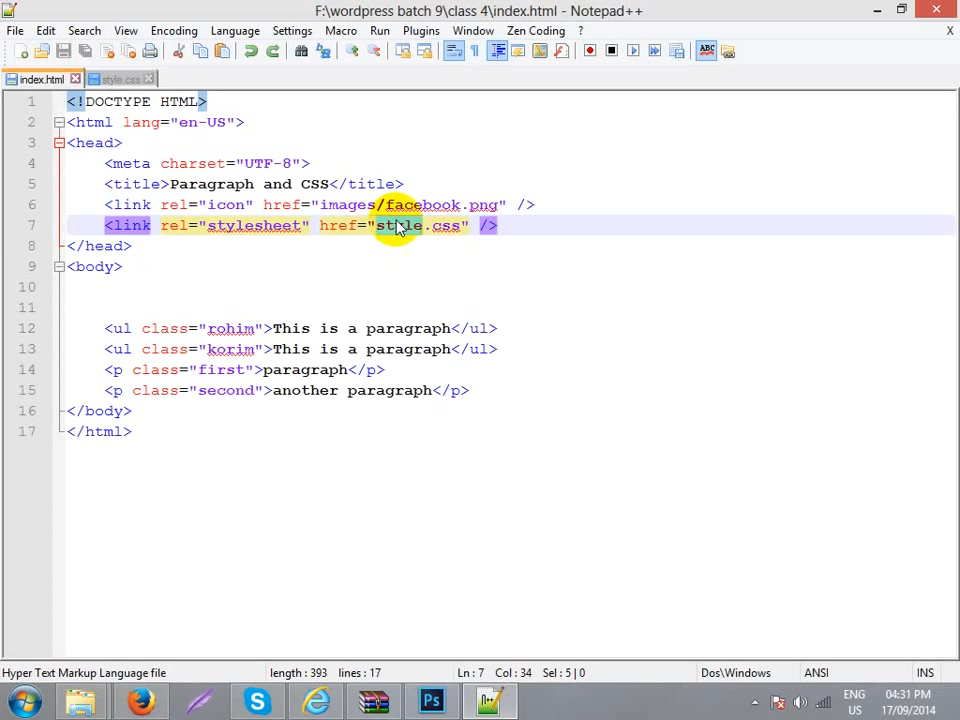 F:\wordpress batch 9\class 4\index.html - Notepad++
File Edit Search View Encoding Language Settings Macro Run Plugins Window Zen Coding ? X
index.html style.css
1 <!DOCTYPE HTML>
2 <html lang="en-US">
3 <head>
4 <meta charset="UTF-8">
5 <title>Paragraph and CSS</title>
6 <link rel="icon" href="images/facebook.png" />
7 <link rel="stylesheet" href="style.css" />
8 </head>
9 <body>
10
11
12 <ul class="rohim">This is a paragraph</ul>
13 <ul class="korim">This is a paragraph</ul>
14 <p class="first">paragraph</p>
15 <p class="second">another paragraph</p>
16 </body>
17 </html>
Hyper Text Markup Language file length : 393 lines : 17 Ln : 7 Col : 34 Sel : 5 | 0 Dos\Windows ANSI INS
ENG 04:31 PM
US 17/09/2014